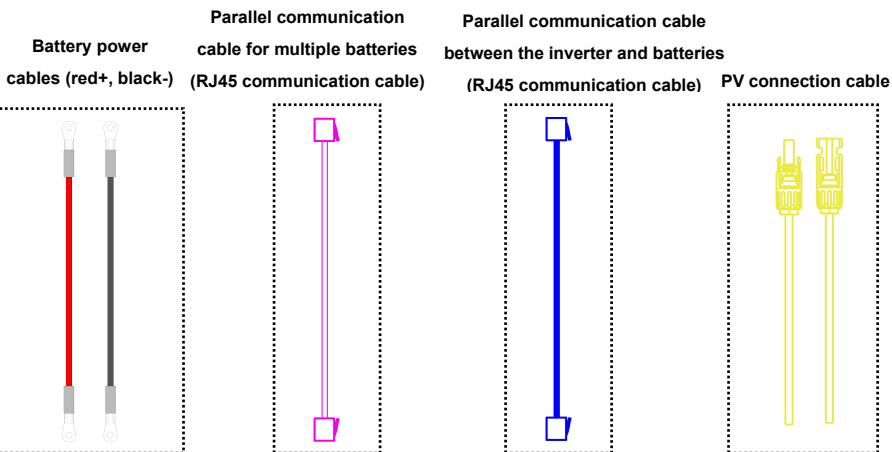 Battery power
cables (red+, black-)
Parallel communication
cable for multiple batteries
(RJ45 communication cable)
Parallel communication cable
between the inverter and batteries
(RJ45 communication cable)
PV connection cable